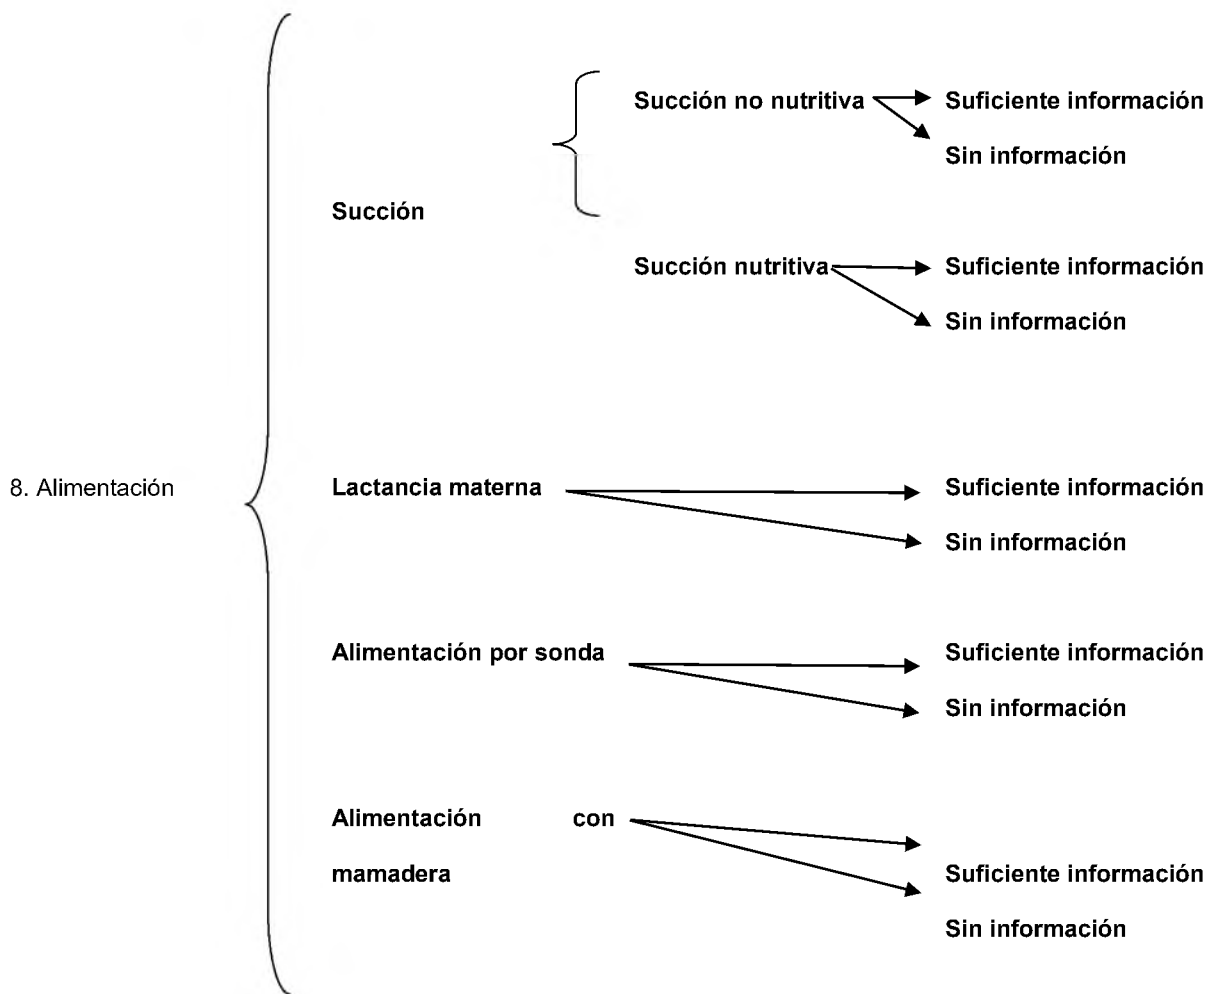 Succión no nutritiva Suficiente información
Sin información
Succión
Succión nutritiva Suficiente información
Sin información
8. Alimentación Lactancia materna Suficiente información
Sin información
Alimentación por sonda Suficiente información
Sin información
Alimentación con
mamadera Suficiente información
Sin información